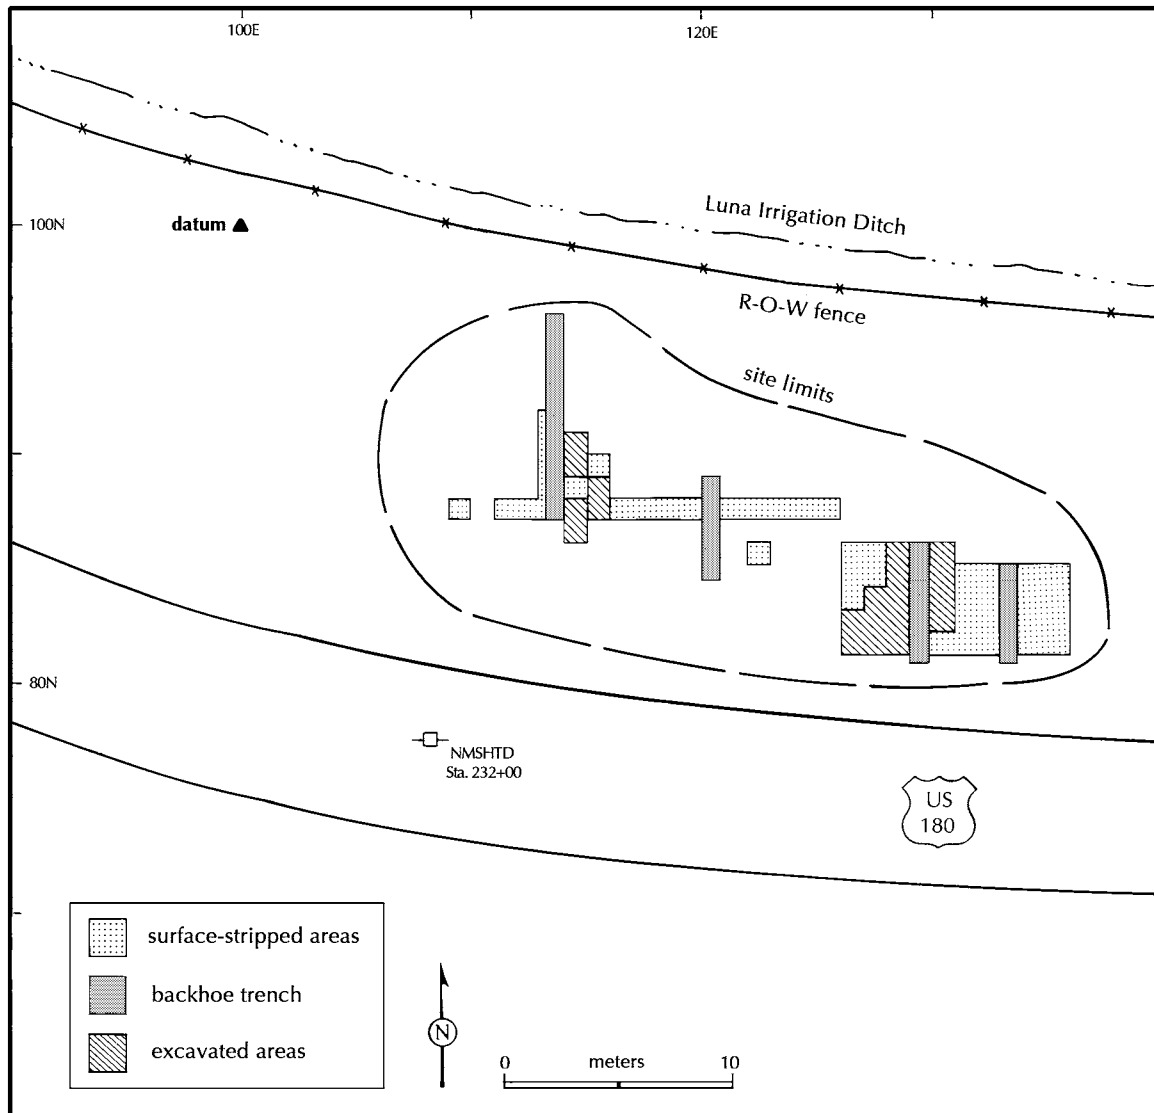 100E
120E
100N
datum
Luna Irrigation Ditch
R-O-W fence
site limits
80N
NMSHTD
Sta. 232+00
US
180
surface-stripped areas
backhoe trench
excavated areas
N
0 meters 10